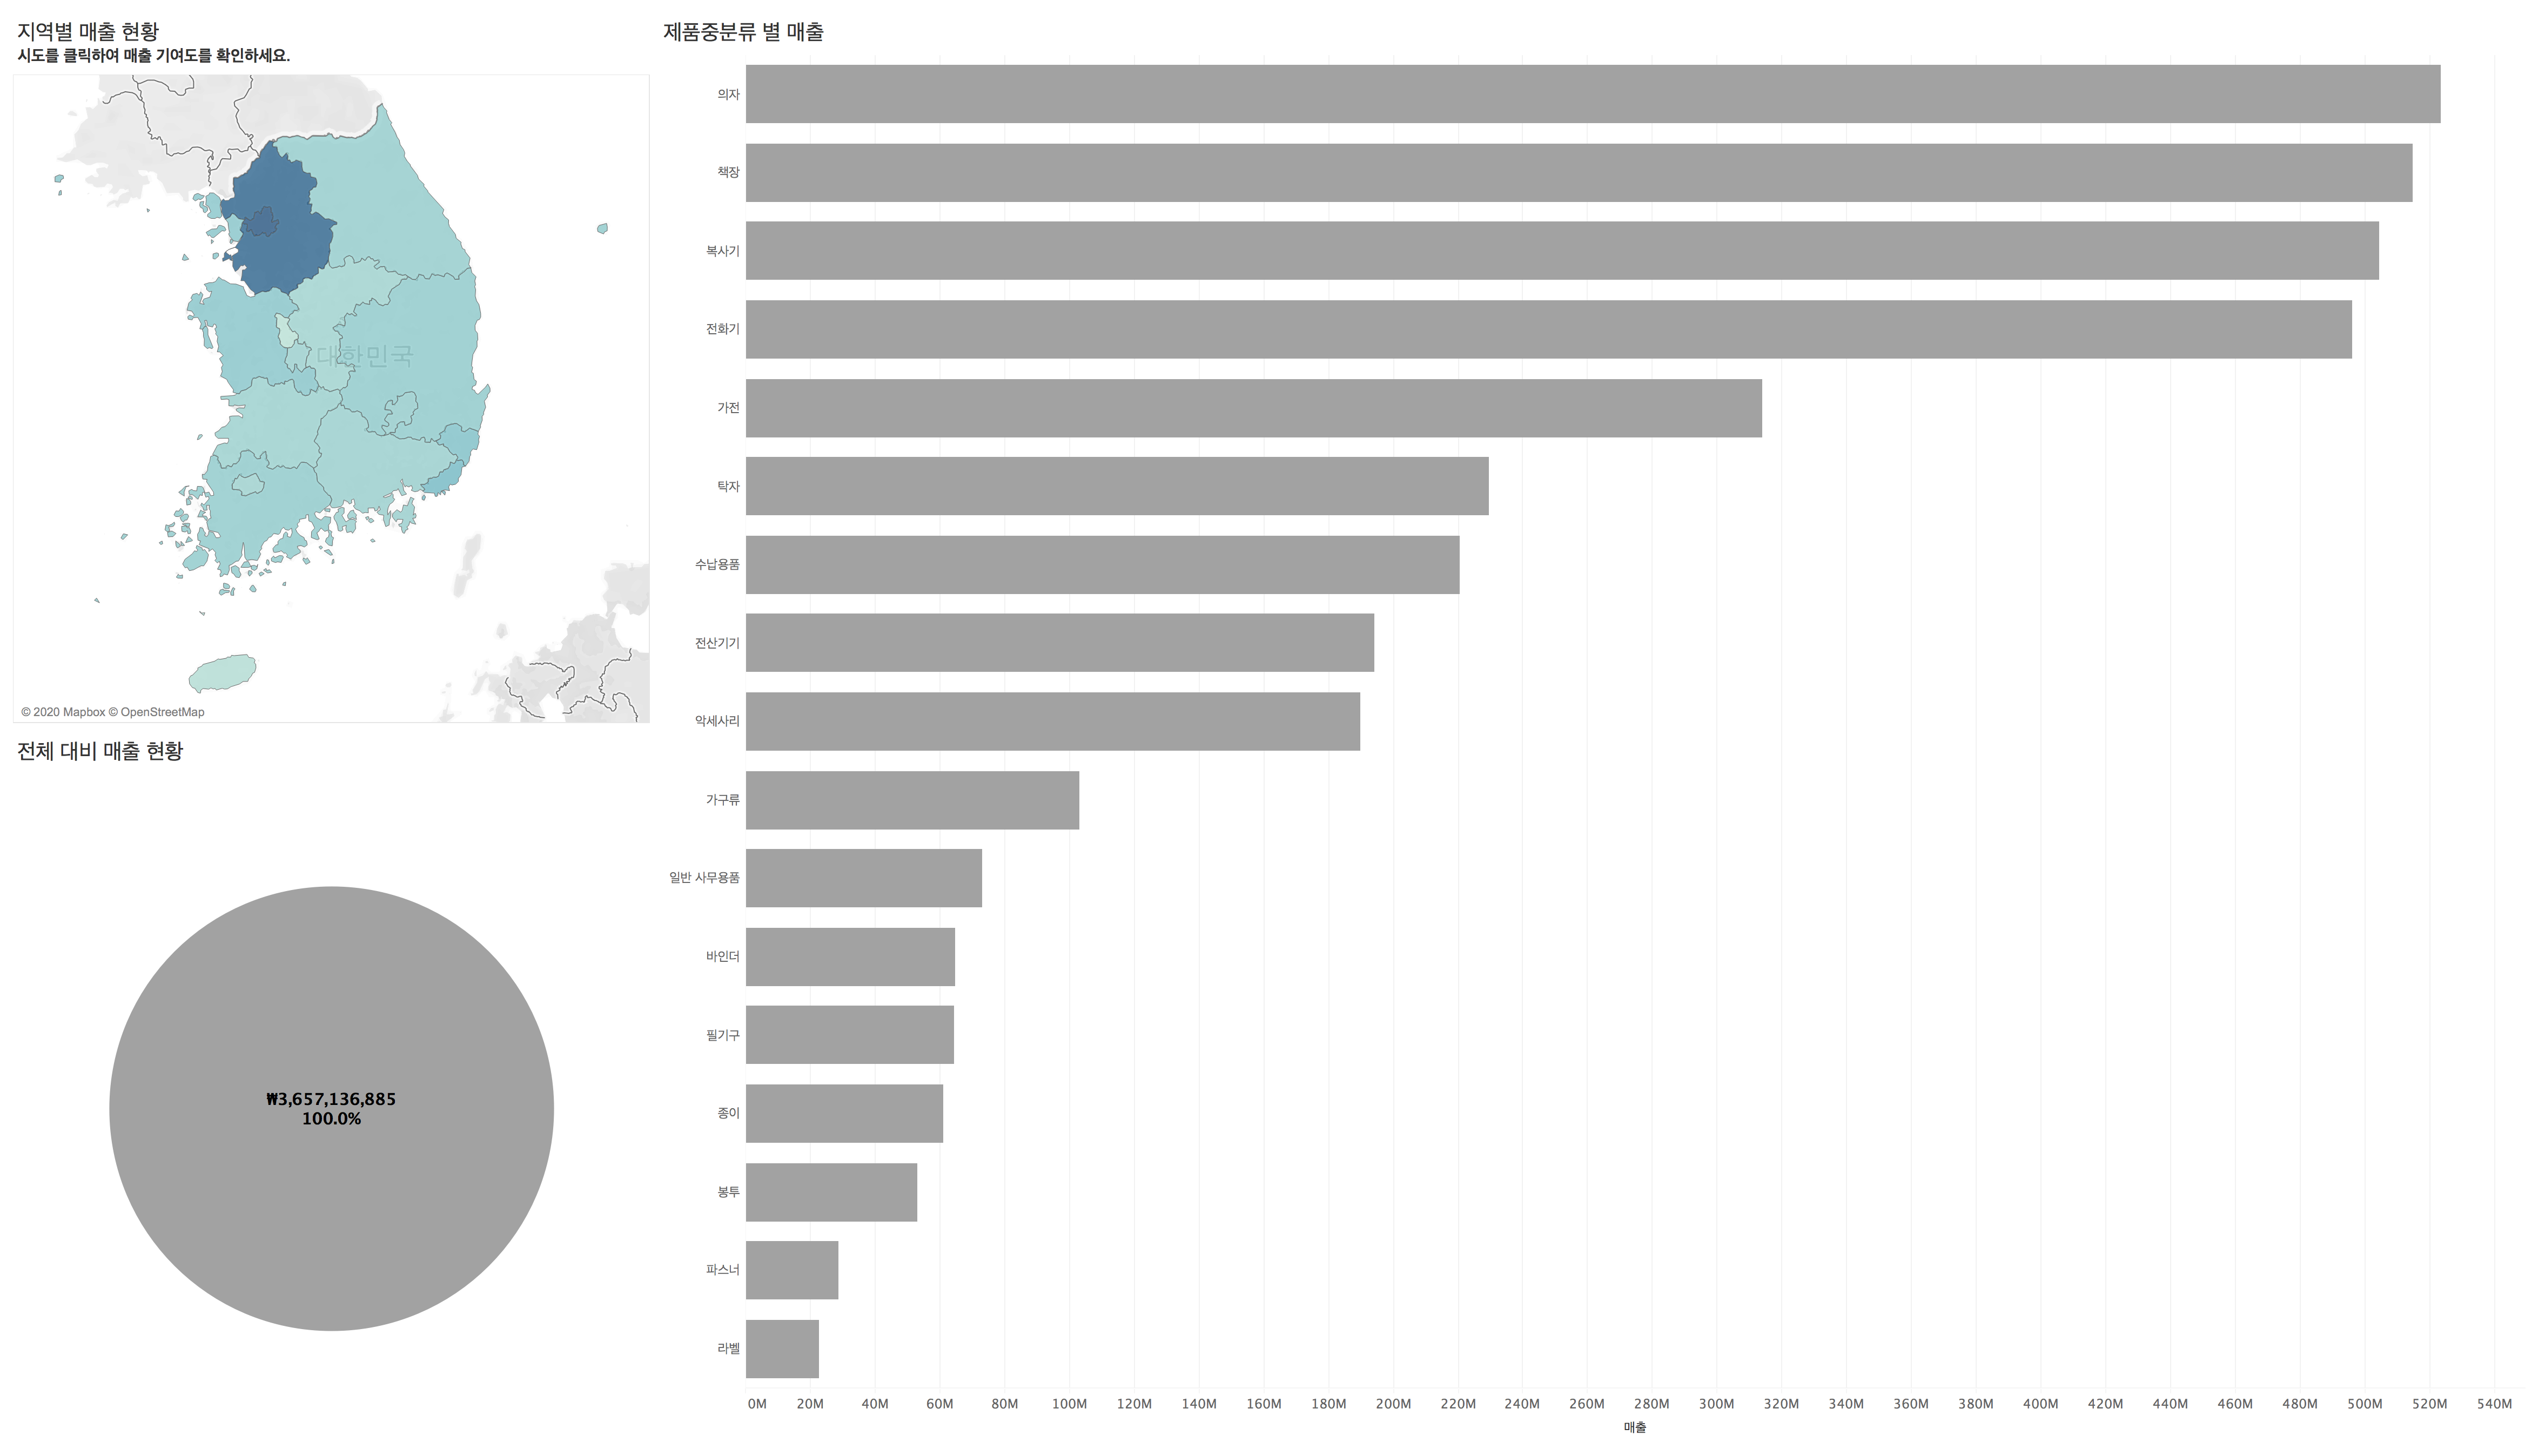 지역별 매출 현황
시도를 클릭하여 매출 기여도를 확인하세요.
대한민국
© 2020 Mapbox © OpenStreetMap
전체 대비 매출 현황
₩3,657,136,885
100.0%
제품중분류 별 매출
의자
책장
복사기
전화기
가전
탁자
수납용품
전산기기
악세사리
가구류
일반 사무용품
바인더
필기구
종이
봉투
파스너
라벨
0M 20M 40M 60M 80M 100M 120M 140M 160M 180M 200M 220M 240M 260M 280M 300M 320M 340M 360M 380M 400M 420M 440M 460M 480M 500M 520M 540M
매출